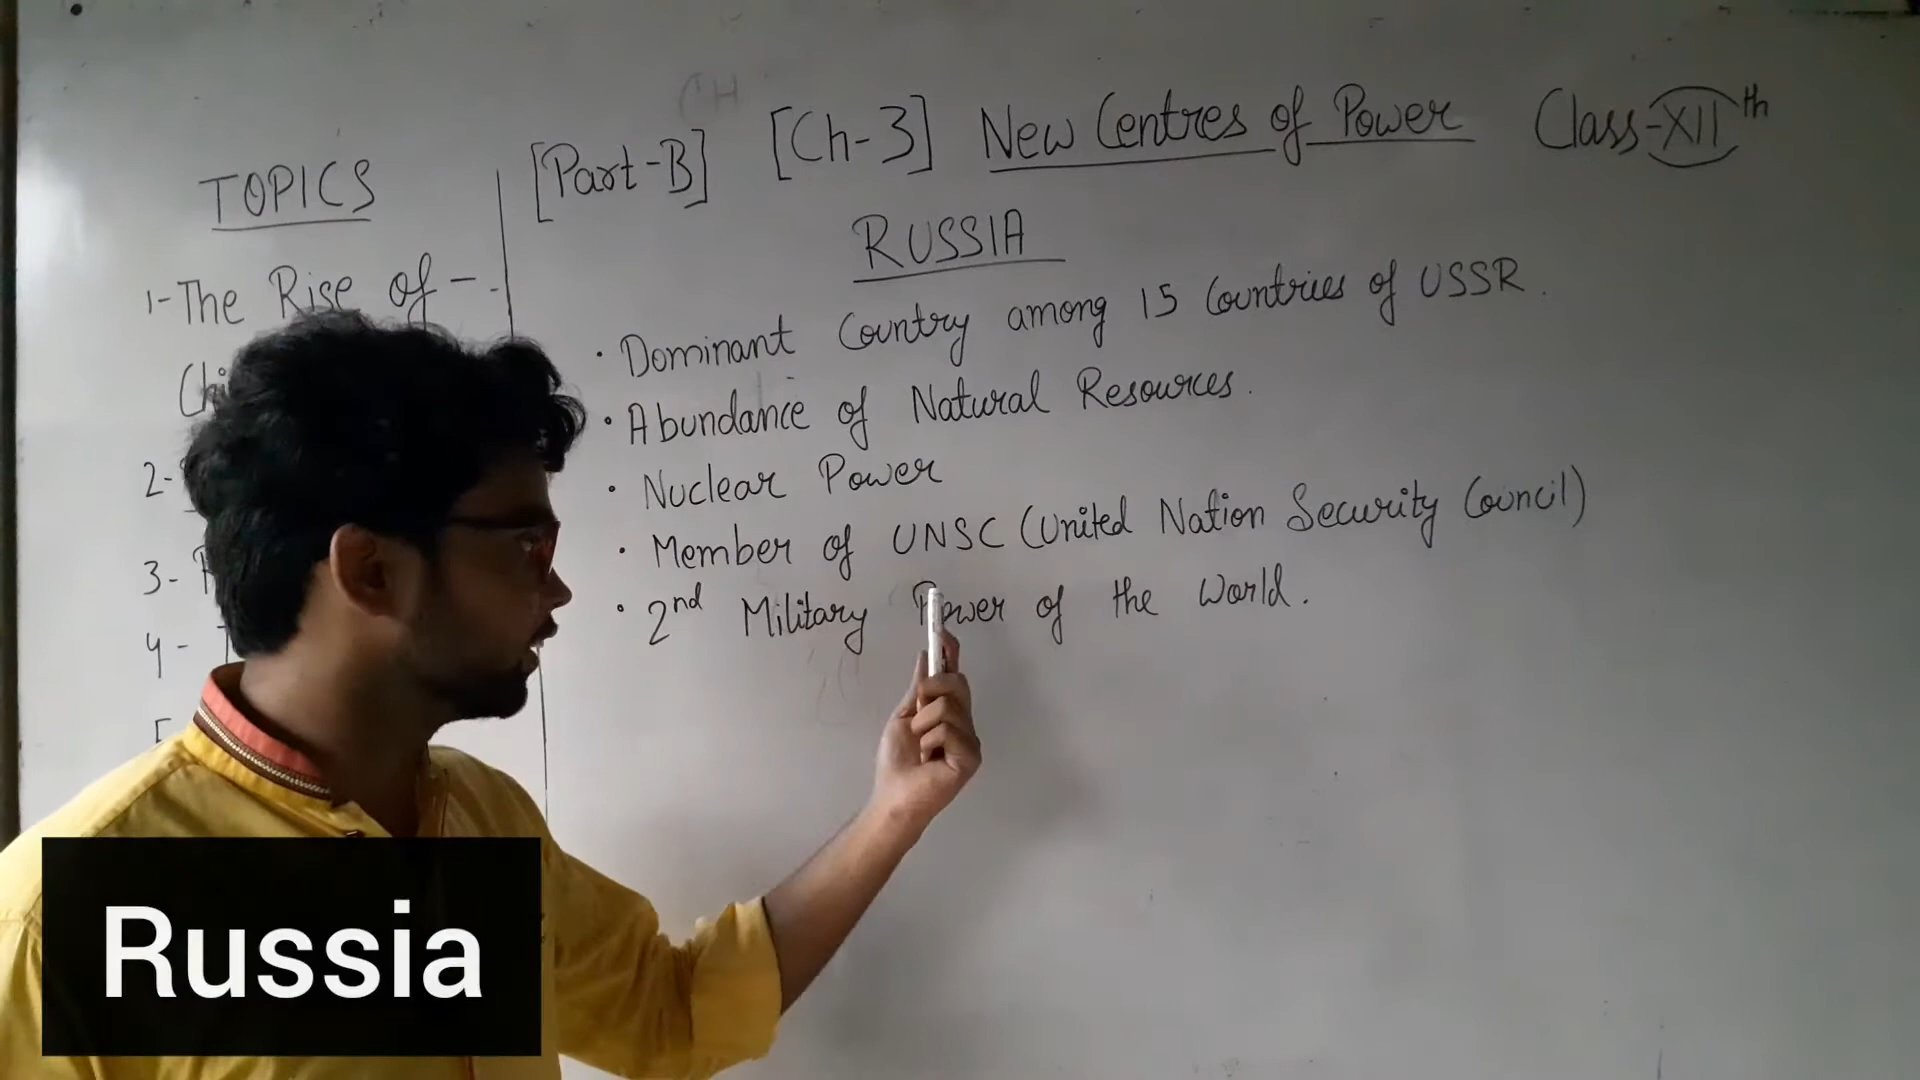 [Part-B] [Ch-3] New Centres of Power Class-XIIth
TOPICS
1-The Rise of -
2-
3-
4-
RUSSIA
• Dominant Country among 15 Countries of USSR.
• Abundance of Natural Resources.
• Nuclear Power
• Member of UNSC (United Nation Security Council)
• 2nd Military Power of the World.
Russia